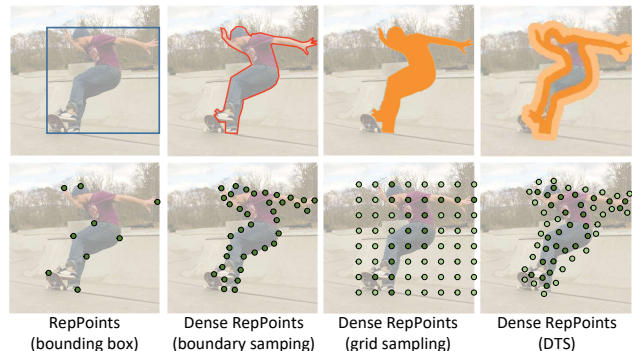 RepPoints
(bounding box)
Dense RepPoints
(boundary samping)
Dense RepPoints
(grid sampling)
Dense RepPoints
(DTS)